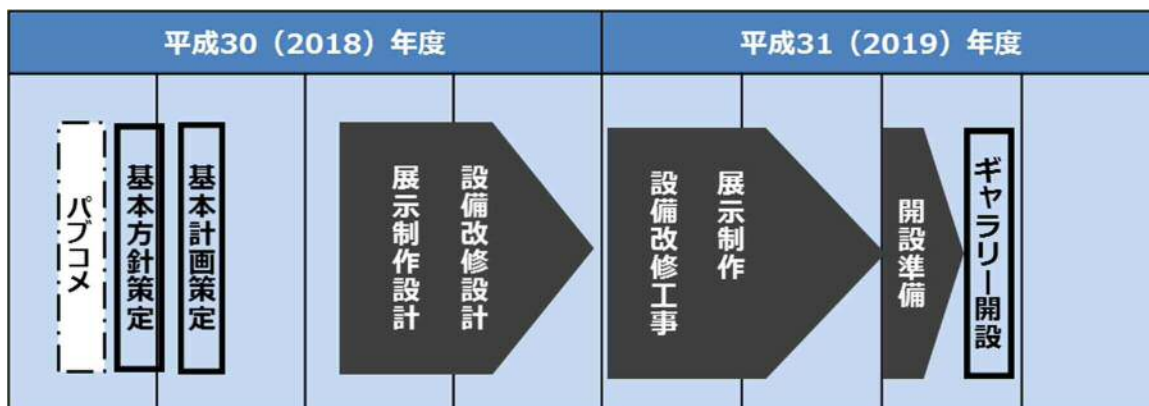 平成30（2018）年度
平成31（2019）年度
パブコメ
基本方針策定
基本計画策定
設備改修設計
展示制作設計
展示制作
設備改修工事
開設準備
ギャラリー開設